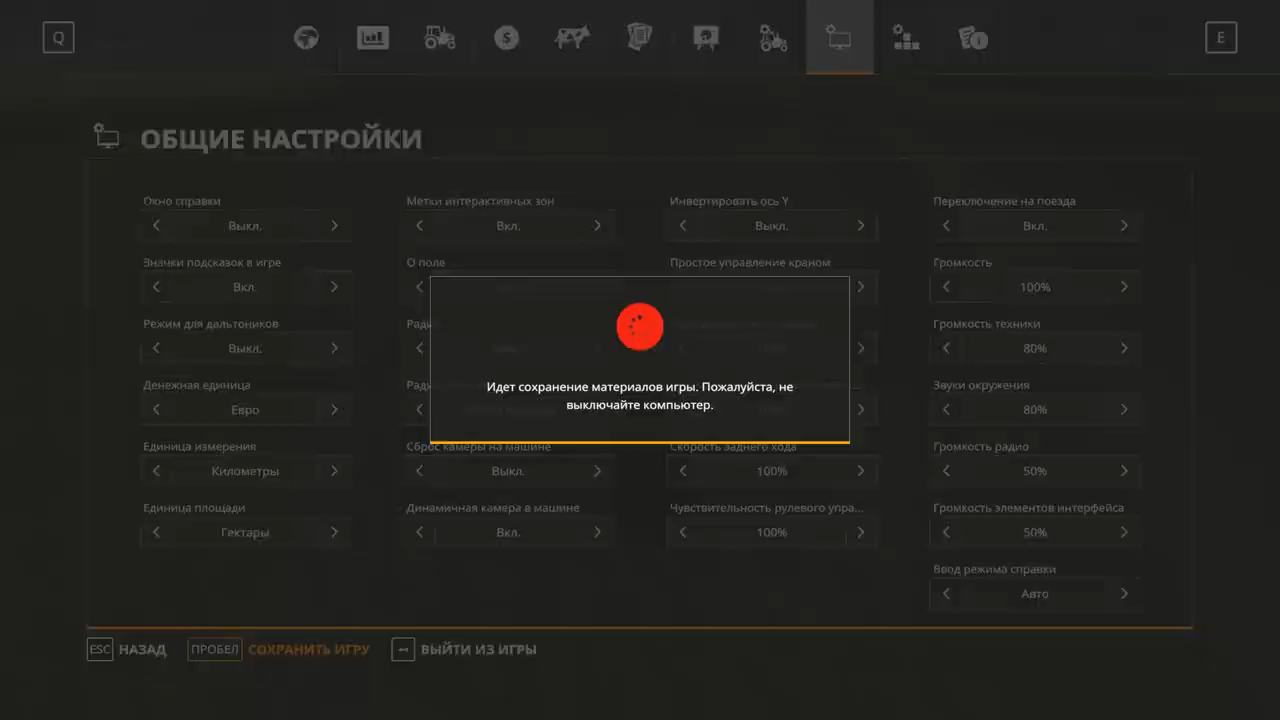 Q
E
ОБЩИЕ НАСТРОЙКИ
Окно справки
Выкл.
Значки подсказок в игре
Вкл.
Режим для дальтоников
Выкл.
Денежная единица
Евро
Единица измерения
Километры
Единица площади
Гектары
Метки интерактивных зон
Вкл.
О поле
Сброс камеры на машине
Выкл.
Динамичная камера в машине
Вкл.
Инвертировать ось Y
Выкл.
Простое управление краном
Скорость заднего хода
100%
Чувствительность рулевого упра...
100%
Переключение на поезда
Вкл.
Громкость
100%
Громкость техники
80%
Звуки окружения
80%
Громкость радио
50%
Громкость элементов интерфейса
50%
Ввод режима справки
Авто
Идет сохранение материалов игры. Пожалуйста, не
выключайте компьютер.
ESC НАЗАД ПРОБЕЛ СОХРАНИТЬ ИГРУ ВЫЙТИ ИЗ ИГРЫ